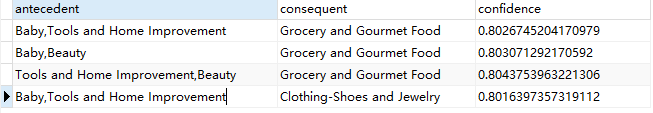 antecedent consequent confidence
Baby,Tools and Home Improvement Grocery and Gourmet Food 0.8026745204170979
Baby,Beauty Grocery and Gourmet Food 0.803071292170592
Tools and Home Improvement,Beauty Grocery and Gourmet Food 0.8043753963221306
Baby,Tools and Home Improvement Clothing-Shoes and Jewelry 0.8016397357319112